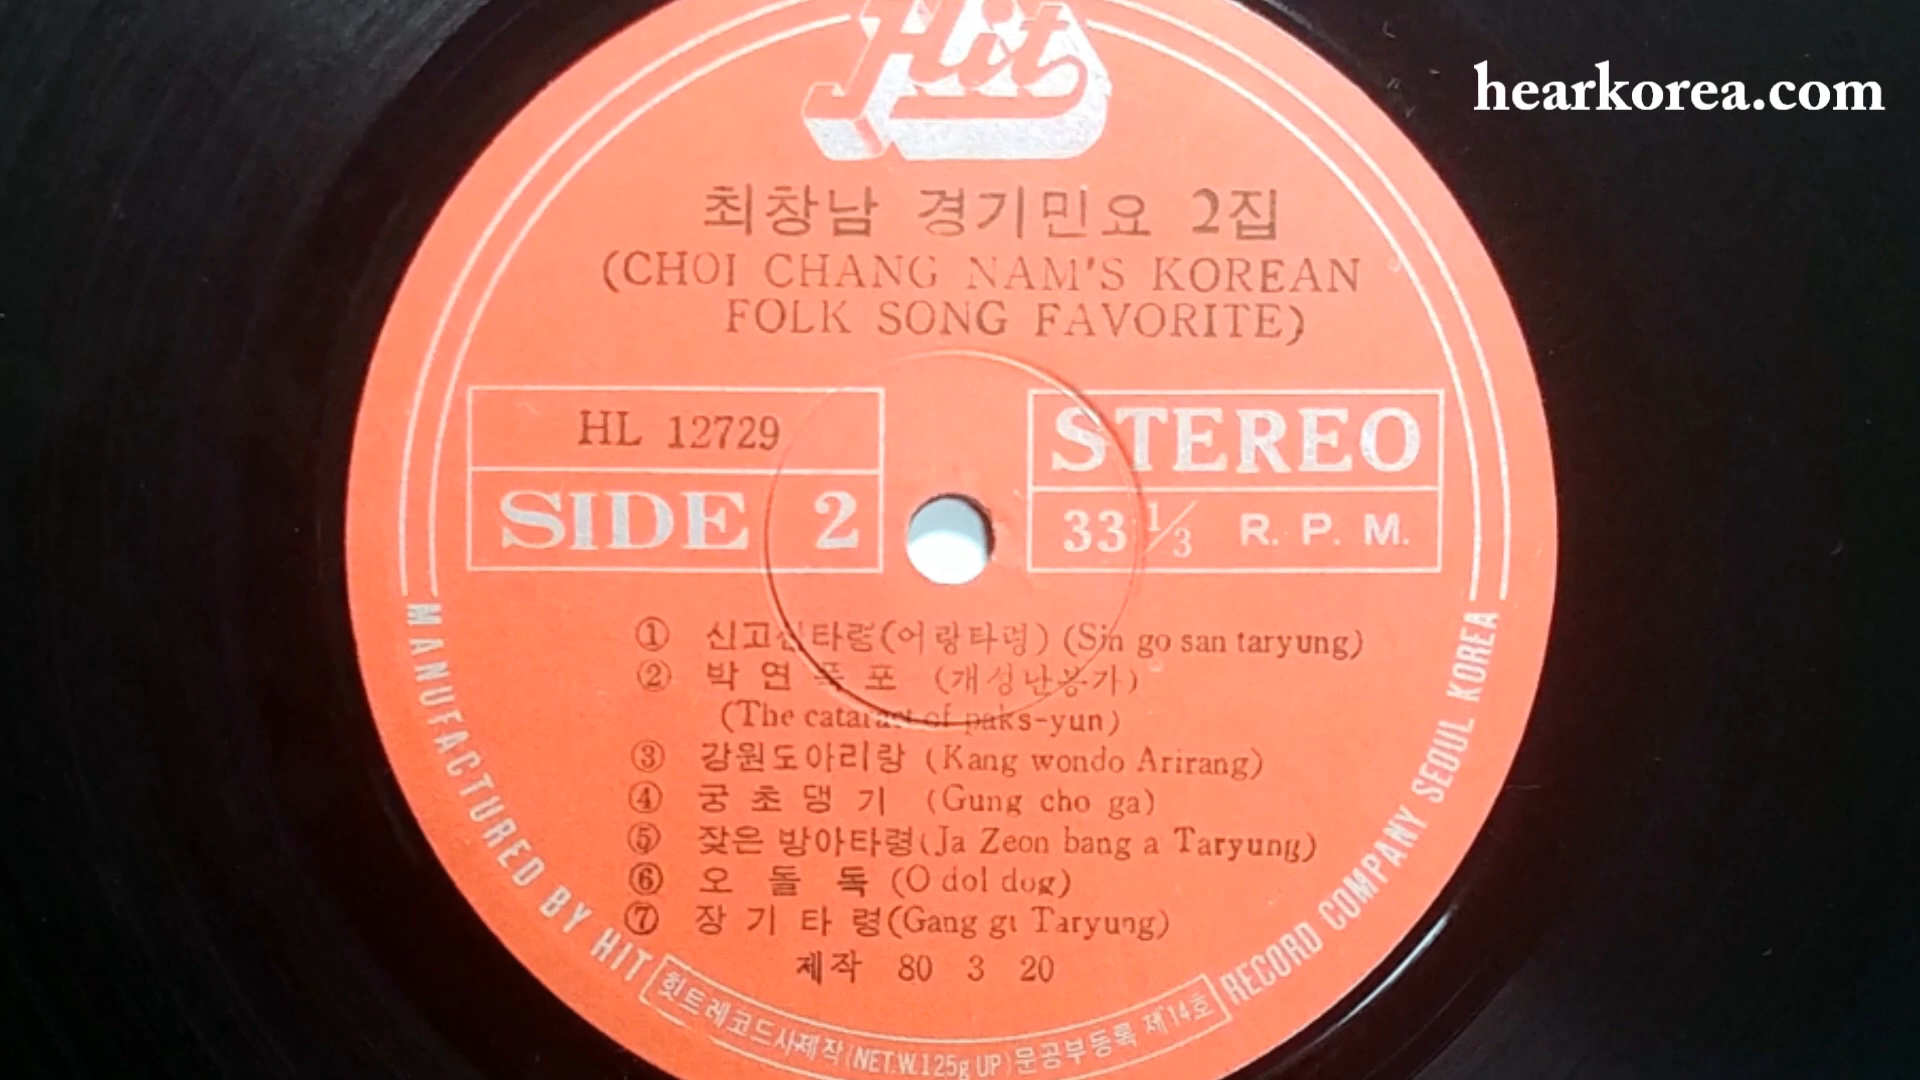 Hit
hearkorea.com
최창남 경기민요 2집
(CHOI CHANG NAM'S KOREAN
FOLK SONG FAVORITE)
HL 12729
SIDE 2
STEREO
33 1/3 R. P. M.
① 신고산타령(어랑타령) (Sin go san taryung)
② 박연폭포 (개성난봉가)
(The cataract of paks-yun)
③ 강원도아리랑 (Kang wondo Arirang)
④ 궁초댕기 (Gung cho ga)
⑤ 잦은 방아타령(Ja Zeon bang a Taryung)
⑥ 오돌독 (O dol dog)
⑦ 장기타령(Gang gi Taryung)
제작 80 3 20
MANUFACTURED BY HIT RECORD COMPANY SEOUL KOREA
힛트레코드사제작(NET.W.125g UP)문공부등록 제14호